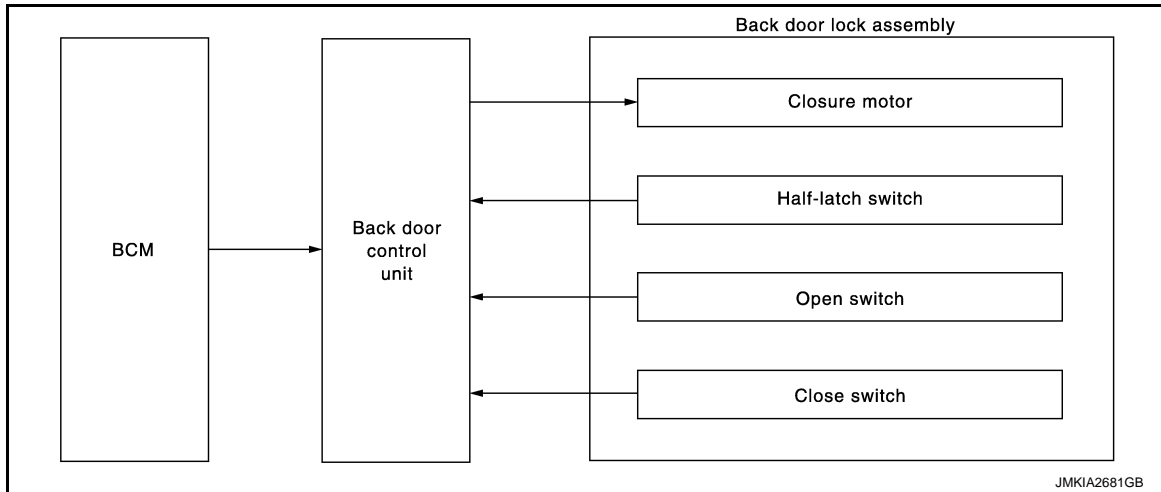 Back door lock assembly
BCM
Back door
control
unit
Closure motor
Half-latch switch
Open switch
Close switch
JMKIA2681GB